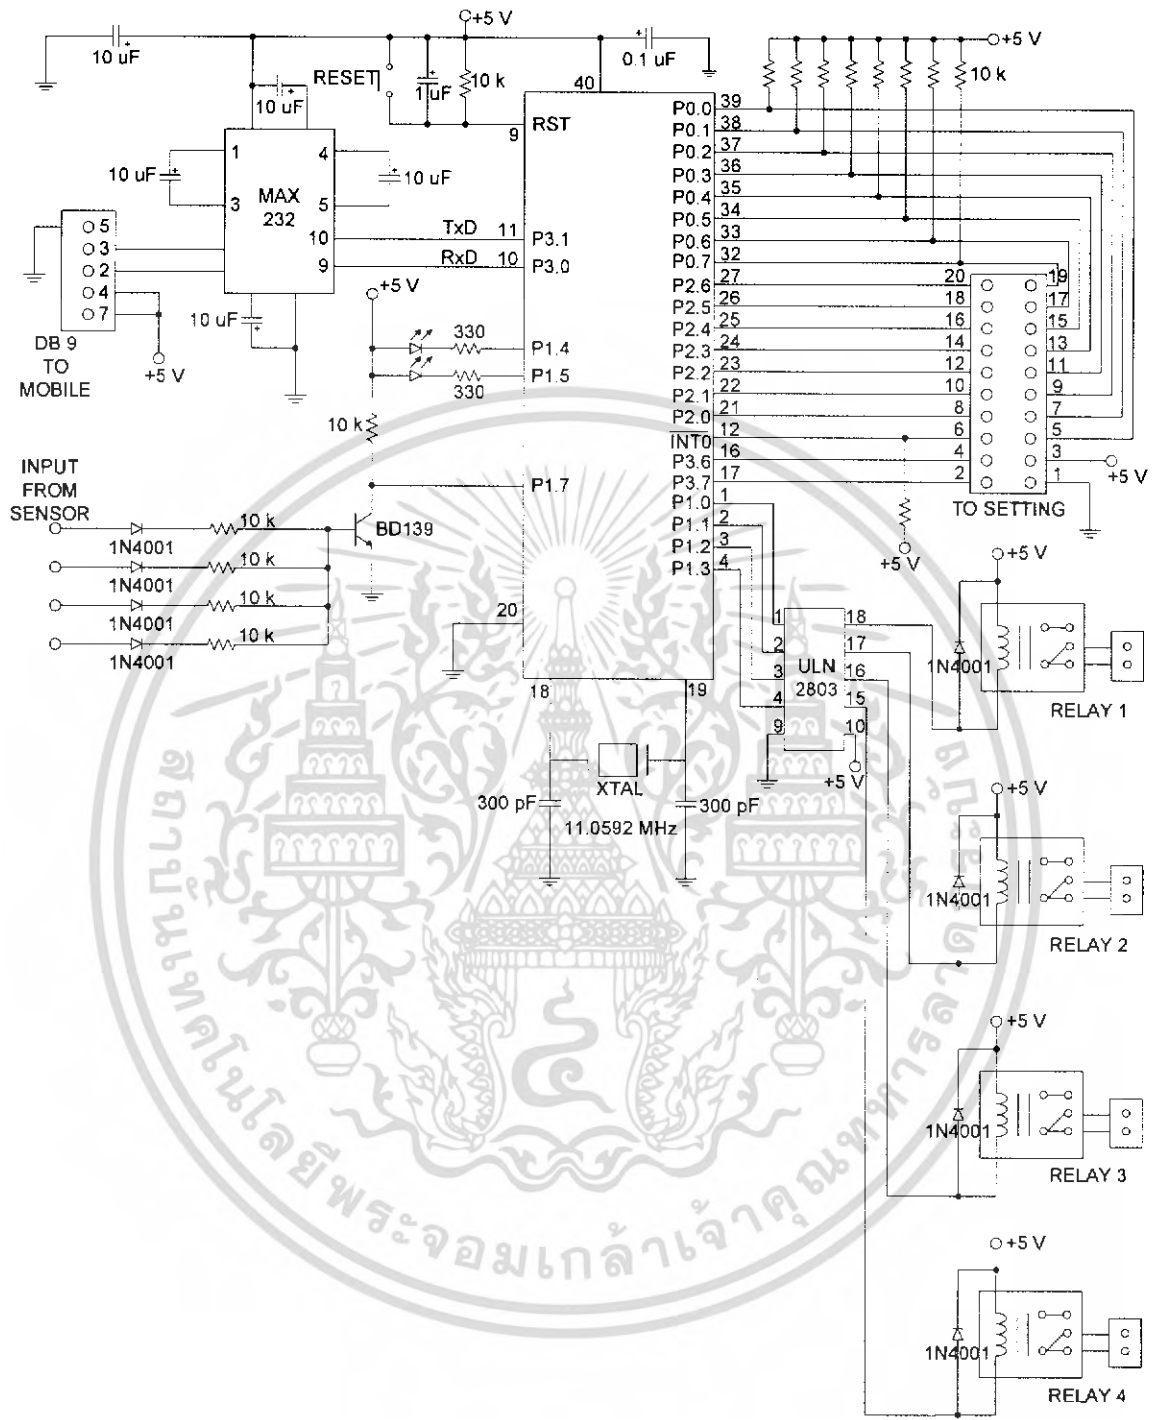 +5 V
10 uF
RESET
1 uF
10 k
0.1 uF
40
+5 V
10 k
10 uF
9
RST
P0.0
39
P0.1
38
P0.2
37
P0.3
36
P0.4
35
P0.5
34
P0.6
33
P0.7
32
P2.6
27
P2.5
26
P2.4
25
P2.3
24
P2.2
23
P2.1
22
P2.0
21
INT0
12
P3.6
16
P3.7
17
P1.0
1
P1.1
2
P1.2
3
P1.3
4
1
4
10 uF
MAX
232
10 uF
3
5
10
TxD
11
P3.1
9
RxD
10
P3.0
5
3
2
4
7
DB 9
TO
MOBILE
+5 V
10 uF
+5 V
330
P1.4
330
P1.5
10 k
P1.7
20
19
18
17
16
15
14
13
12
11
10
9
8
7
6
5
4
3
2
1
+5 V
TO SETTING
+5 V
INPUT
FROM
SENSOR
10 k
1N4001
10 k
1N4001
10 k
1N4001
10 k
1N4001
BD139
20
18
19
XTAL
300 pF
300 pF
11.0592 MHz
1
18
2
17
ULN
2803
3
16
4
15
9
10
+5 V
+5 V
1N4001
RELAY 1
+5 V
1N4001
RELAY 2
+5 V
1N4001
RELAY 3
+5 V
1N4001
RELAY 4
สถาบันเทคโนโลยีพระจอมเกล้าเจ้าคุณทหารลาดกระบัง